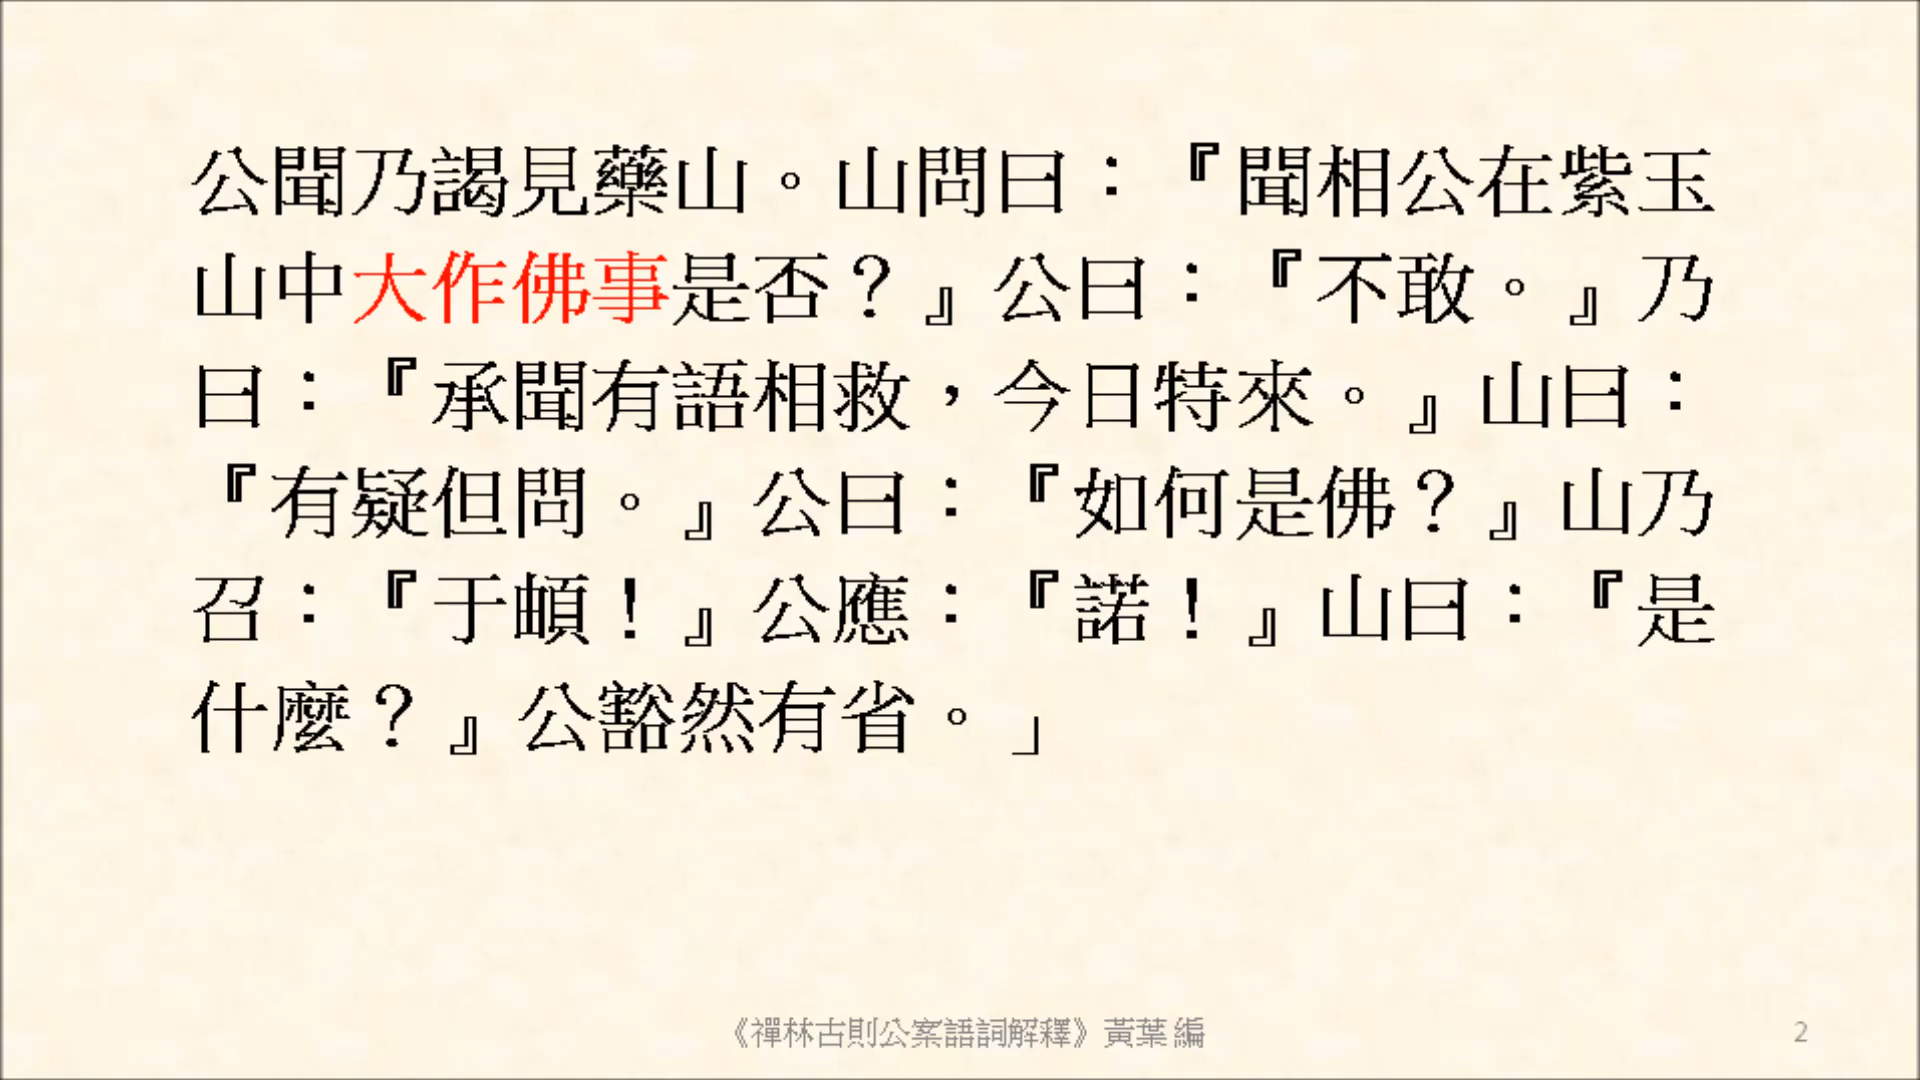 公聞乃謁見藥山。山問曰：『聞相公在紫玉
山中大作佛事是否？』公曰：『不敢。』乃
曰：『承聞有語相救，今日特來。』山曰：
『有疑但問。』公曰：『如何是佛？』山乃
召：『于頔！』公應：『諾！』山曰：『是
什麼？』公豁然有省。」
《禪林古則公案語詞解釋》黃葉 編
2